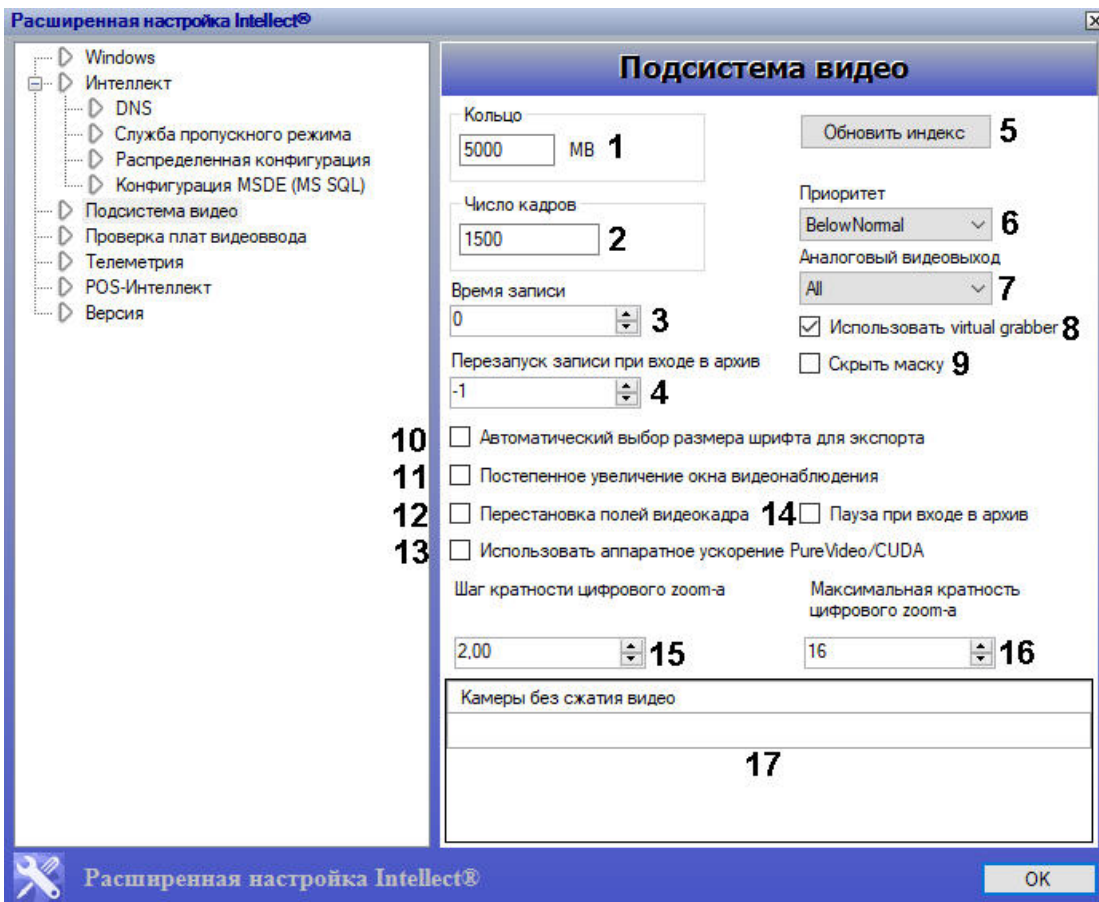 Расширенная настройка Intellect®
Windows
Интеллект
DNS
Служба пропускного режима
Распределенная конфигурация
Конфигурация MSDE (MS SQL)
Подсистема видео
Проверка плат видеоввода
Телеметрия
POS-Интеллект
Версия
Подсистема видео
Кольцо
5000 MB 1
Обновить индекс 5
Число кадров
1500 2
Приоритет
BelowNormal 6
Аналоговый видеовыход
All 7
Время записи
0 3
Использовать virtual grabber 8
Перезапуск записи при входе в архив
-1 4
Скрыть маску 9
10 Автоматический выбор размера шрифта для экспорта
11 Постепенное увеличение окна видеонаблюдения
12 Перестановка полей видеокадра 14 Пауза при входе в архив
13 Использовать аппаратное ускорение PureVideo/CUDA
Шаг кратности цифрового zoom-а
2,00 15
Максимальная кратность
цифрового zoom-а
16 16
Камеры без сжатия видео
17
Расширенная настройка Intellect®
OK